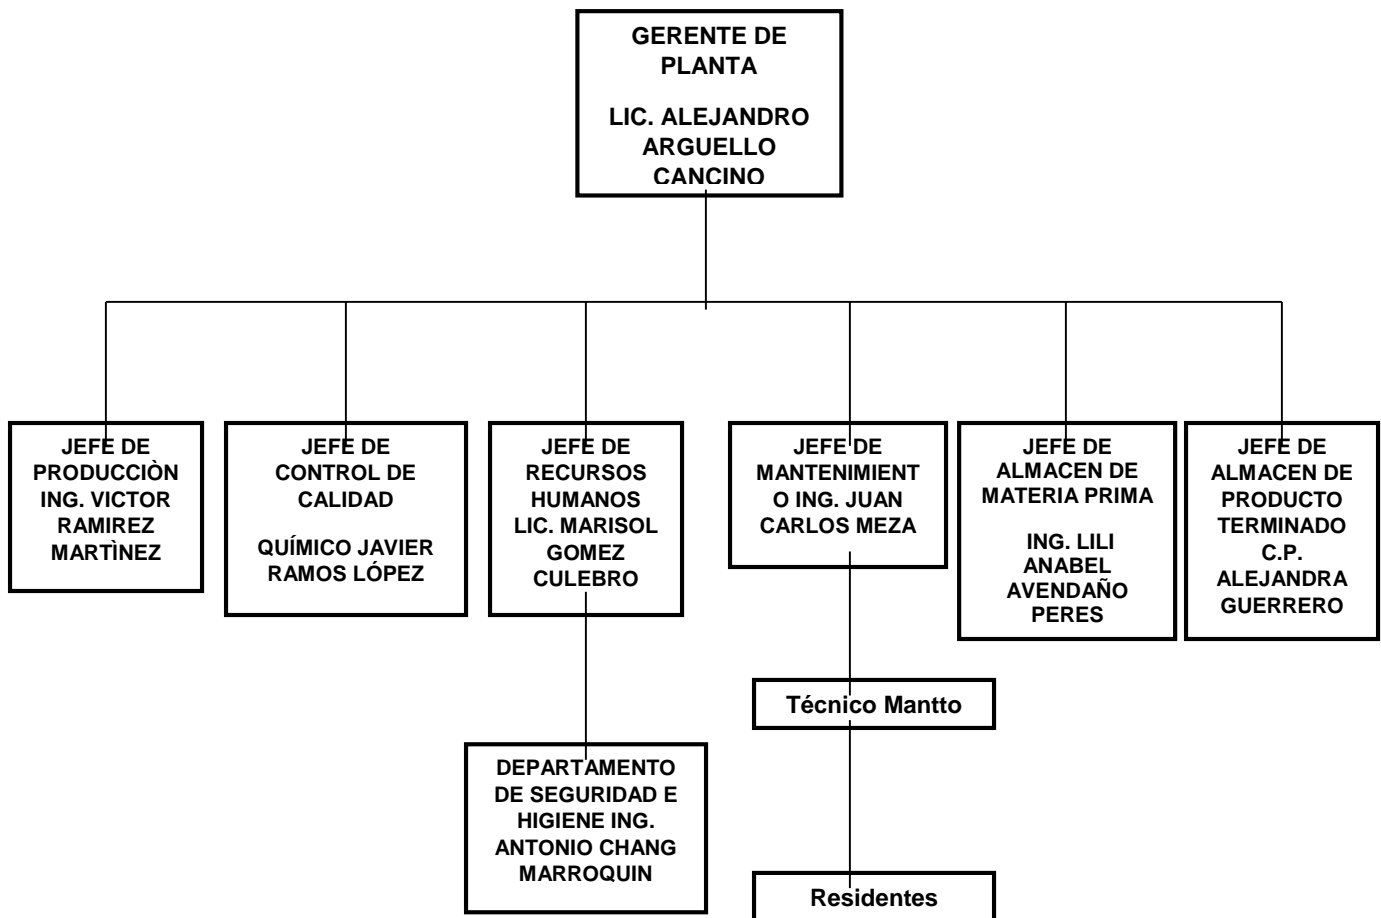 GERENTE DE
PLANTA
LIC. ALEJANDRO
ARGUELLO
CANCINO
JEFE DE
PRODUCCIÒN
ING. VICTOR
RAMIREZ
MARTÌNEZ
JEFE DE
CONTROL DE
CALIDAD
QUÍMICO JAVIER
RAMOS LÓPEZ
JEFE DE
RECURSOS
HUMANOS
LIC. MARISOL
GOMEZ
CULEBRO
JEFE DE
MANTENIMIENT
O ING. JUAN
CARLOS MEZA
JEFE DE
ALMACEN DE
MATERIA PRIMA
ING. LILI
ANABEL
AVENDAÑO
PERES
JEFE DE
ALMACEN DE
PRODUCTO
TERMINADO
C.P.
ALEJANDRA
GUERRERO
Técnico Mantto
DEPARTAMENTO
DE SEGURIDAD E
HIGIENE ING.
ANTONIO CHANG
MARROQUIN
Residentes